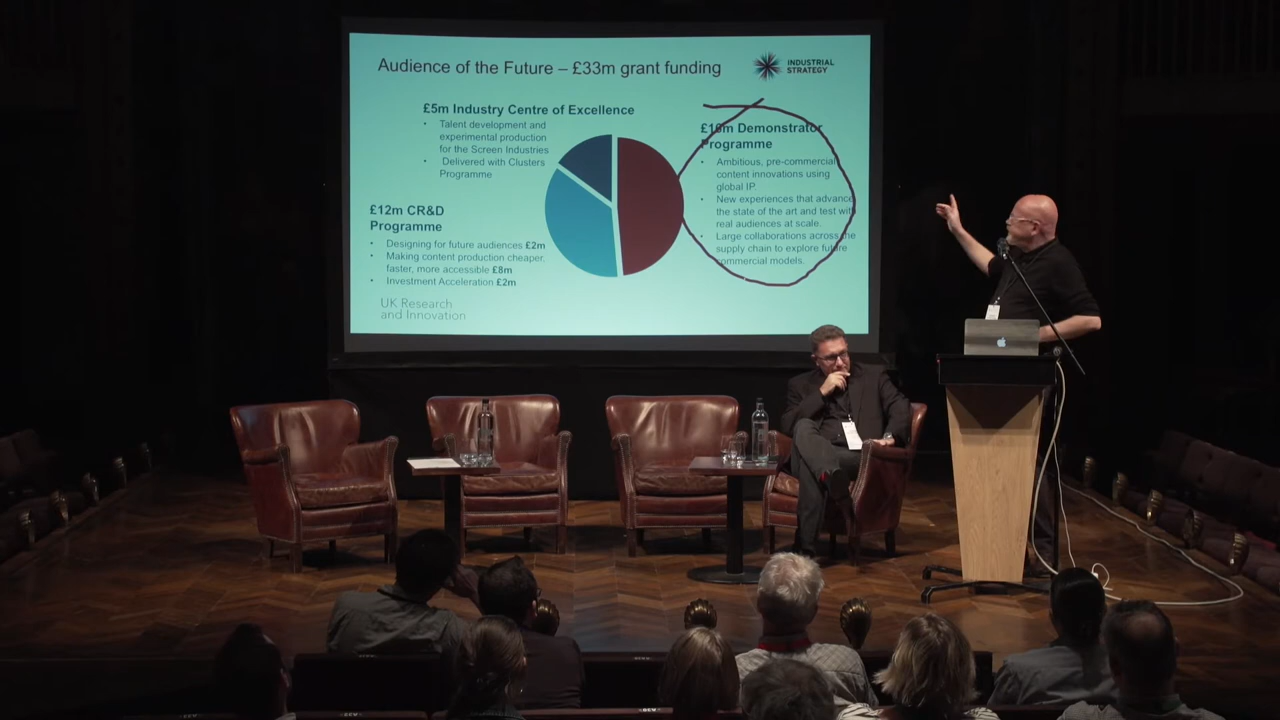 Audience of the Future – £33m grant funding
INDUSTRIAL
STRATEGY
£5m Industry Centre of Excellence
• Talent development and
experimental production
for the Screen Industries
• Delivered with Clusters
Programme
£12m CR&D
Programme
• Designing for future audiences £2m
• Making content production cheaper,
faster, more accessible £8m
• Investment Acceleration £2m
UK Research
and Innovation
£16m Demonstrator
Programme
• Ambitious, pre-commercial
content innovations using
global IP.
• New experiences that advance
the state of the art and test with
real audiences at scale.
• Large collaborations across the
supply chain to explore future
commercial models.